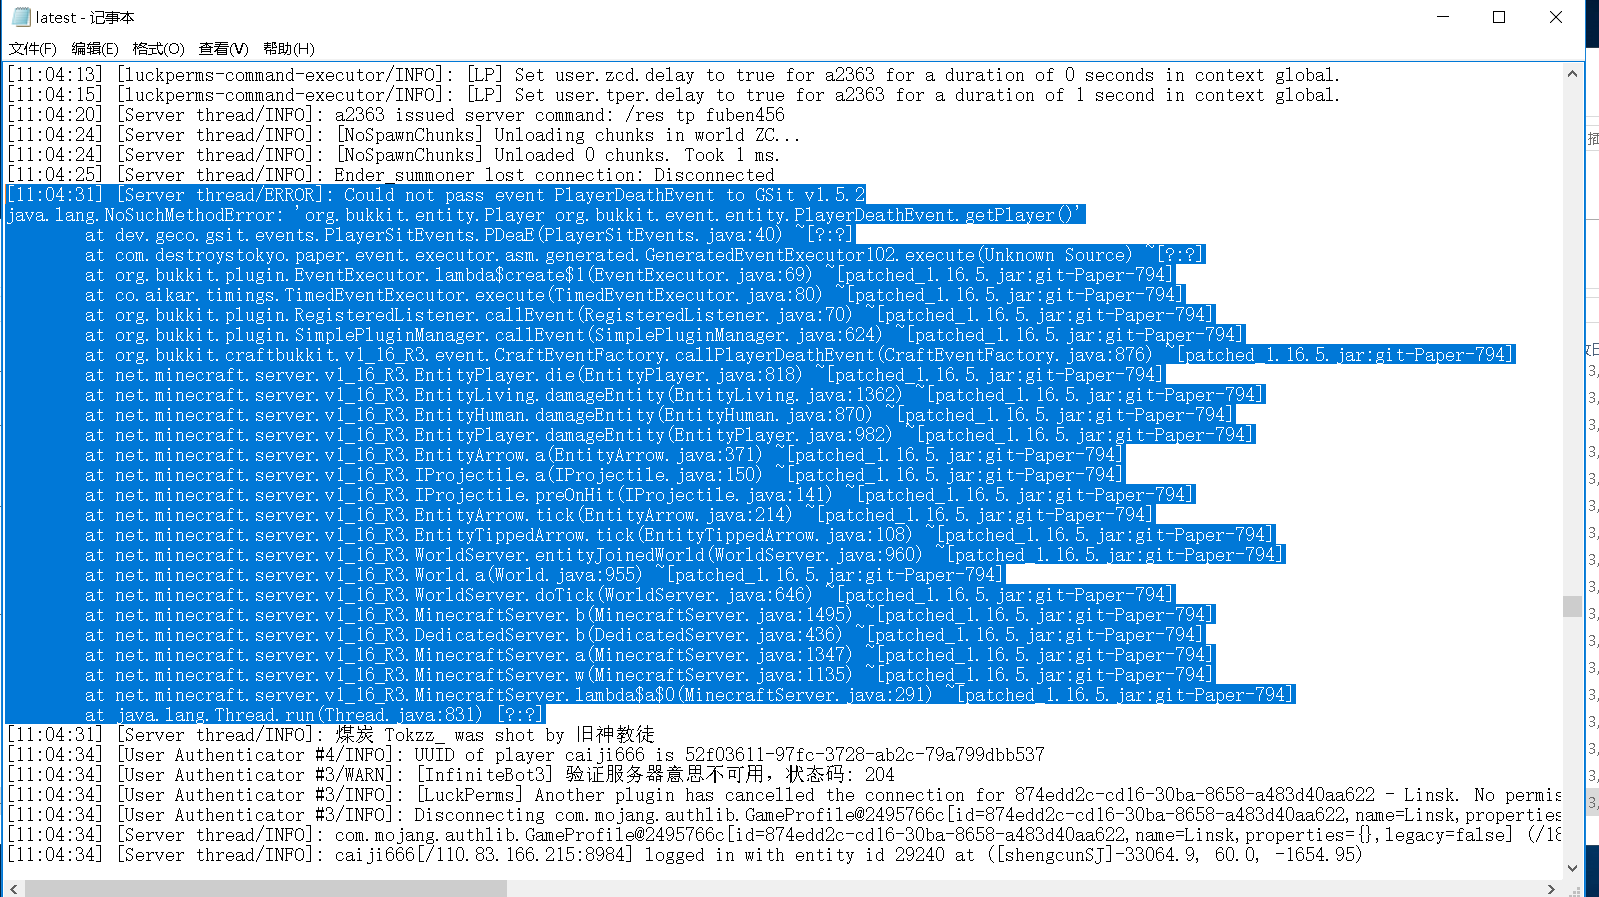 latest - 记事本
文件(F) 编辑(E) 格式(O) 查看(V) 帮助(H)
[11:04:13] [luckperms-command-executor/INFO]: [LP] Set user.zcd.delay to true for a2363 for a duration of 0 seconds in context global.
[11:04:15] [luckperms-command-executor/INFO]: [LP] Set user.tper.delay to true for a2363 for a duration of 1 second in context global.
[11:04:20] [Server thread/INFO]: a2363 issued server command: /res tp fuben456
[11:04:24] [Server thread/INFO]: [NoSpawnChunks] Unloading chunks in world ZC...
[11:04:24] [Server thread/INFO]: [NoSpawnChunks] Unloaded 0 chunks. Took 1 ms.
[11:04:25] [Server thread/INFO]: Ender_summoner lost connection: Disconnected
[11:04:31] [Server thread/ERROR]: Could not pass event PlayerDeathEvent to GSit v1.5.2
java.lang.NoSuchMethodError: 'org.bukkit.entity.Player org.bukkit.event.entity.PlayerDeathEvent.getPlayer()'
at dev.geco.gsit.events.PlayerSitEvents.PDeaE(PlayerSitEvents.java:40) ~[?:?]
at com.destroystokyo.paper.event.executor.asm.generated.GeneratedEventExecutor102.execute(Unknown Source) ~[?:?]
at org.bukkit.plugin.EventExecutor.lambda$create$1(EventExecutor.java:69) ~[patched_1.16.5.jar:git-Paper-794]
at co.aikar.timings.TimedEventExecutor.execute(TimedEventExecutor.java:80) ~[patched_1.16.5.jar:git-Paper-794]
at org.bukkit.plugin.RegisteredListener.callEvent(RegisteredListener.java:70) ~[patched_1.16.5.jar:git-Paper-794]
at org.bukkit.plugin.SimplePluginManager.callEvent(SimplePluginManager.java:624) ~[patched_1.16.5.jar:git-Paper-794]
at org.bukkit.craftbukkit.v1_16_R3.event.CraftEventFactory.callPlayerDeathEvent(CraftEventFactory.java:876) ~[patched_1.16.5.jar:git-Paper-794]
at net.minecraft.server.v1_16_R3.EntityPlayer.die(EntityPlayer.java:818) ~[patched_1.16.5.jar:git-Paper-794]
at net.minecraft.server.v1_16_R3.EntityLiving.damageEntity(EntityLiving.java:1362) ~[patched_1.16.5.jar:git-Paper-794]
at net.minecraft.server.v1_16_R3.EntityHuman.damageEntity(EntityHuman.java:870) ~[patched_1.16.5.jar:git-Paper-794]
at net.minecraft.server.v1_16_R3.EntityPlayer.damageEntity(EntityPlayer.java:982) ~[patched_1.16.5.jar:git-Paper-794]
at net.minecraft.server.v1_16_R3.EntityArrow.a(EntityArrow.java:371) ~[patched_1.16.5.jar:git-Paper-794]
at net.minecraft.server.v1_16_R3.IProjectile.a(IProjectile.java:150) ~[patched_1.16.5.jar:git-Paper-794]
at net.minecraft.server.v1_16_R3.IProjectile.preOnHit(IProjectile.java:141) ~[patched_1.16.5.jar:git-Paper-794]
at net.minecraft.server.v1_16_R3.EntityArrow.tick(EntityArrow.java:214) ~[patched_1.16.5.jar:git-Paper-794]
at net.minecraft.server.v1_16_R3.EntityTippedArrow.tick(EntityTippedArrow.java:108) ~[patched_1.16.5.jar:git-Paper-794]
at net.minecraft.server.v1_16_R3.WorldServer.entityJoinedWorld(WorldServer.java:960) ~[patched_1.16.5.jar:git-Paper-794]
at net.minecraft.server.v1_16_R3.World.a(World.java:955) ~[patched_1.16.5.jar:git-Paper-794]
at net.minecraft.server.v1_16_R3.WorldServer.doTick(WorldServer.java:646) ~[patched_1.16.5.jar:git-Paper-794]
at net.minecraft.server.v1_16_R3.MinecraftServer.b(MinecraftServer.java:1495) ~[patched_1.16.5.jar:git-Paper-794]
at net.minecraft.server.v1_16_R3.DedicatedServer.b(DedicatedServer.java:436) ~[patched_1.16.5.jar:git-Paper-794]
at net.minecraft.server.v1_16_R3.MinecraftServer.a(MinecraftServer.java:1347) ~[patched_1.16.5.jar:git-Paper-794]
at net.minecraft.server.v1_16_R3.MinecraftServer.w(MinecraftServer.java:1135) ~[patched_1.16.5.jar:git-Paper-794]
at net.minecraft.server.v1_16_R3.MinecraftServer.lambda$a$0(MinecraftServer.java:291) ~[patched_1.16.5.jar:git-Paper-794]
at java.lang.Thread.run(Thread.java:831) [?:?]
[11:04:31] [Server thread/INFO]: 煤炭 Tokzz_ was shot by 旧神教徒
[11:04:34] [User Authenticator #4/INFO]: UUID of player caiji666 is 52f03611-97fc-3728-ab2c-79a799dbb537
[11:04:34] [User Authenticator #3/WARN]: [InfiniteBot3] 验证服务器意思不可用，状态码: 204
[11:04:34] [User Authenticator #3/INFO]: [LuckPerms] Another plugin has cancelled the connection for 874edd2c-cd16-30ba-8658-a483d40aa622 - Linsk. No permis
[11:04:34] [User Authenticator #3/INFO]: Disconnecting com.mojang.authlib.GameProfile@2495766c[id=874edd2c-cd16-30ba-8658-a483d40aa622,name=Linsk,properties
[11:04:34] [Server thread/INFO]: com.mojang.authlib.GameProfile@2495766c[id=874edd2c-cd16-30ba-8658-a483d40aa622,name=Linsk,properties={},legacy=false] (/18
[11:04:34] [Server thread/INFO]: caiji666[/110.83.166.215:8984] logged in with entity id 29240 at ([shengcunSJ]-33064.9, 60.0, -1654.95)